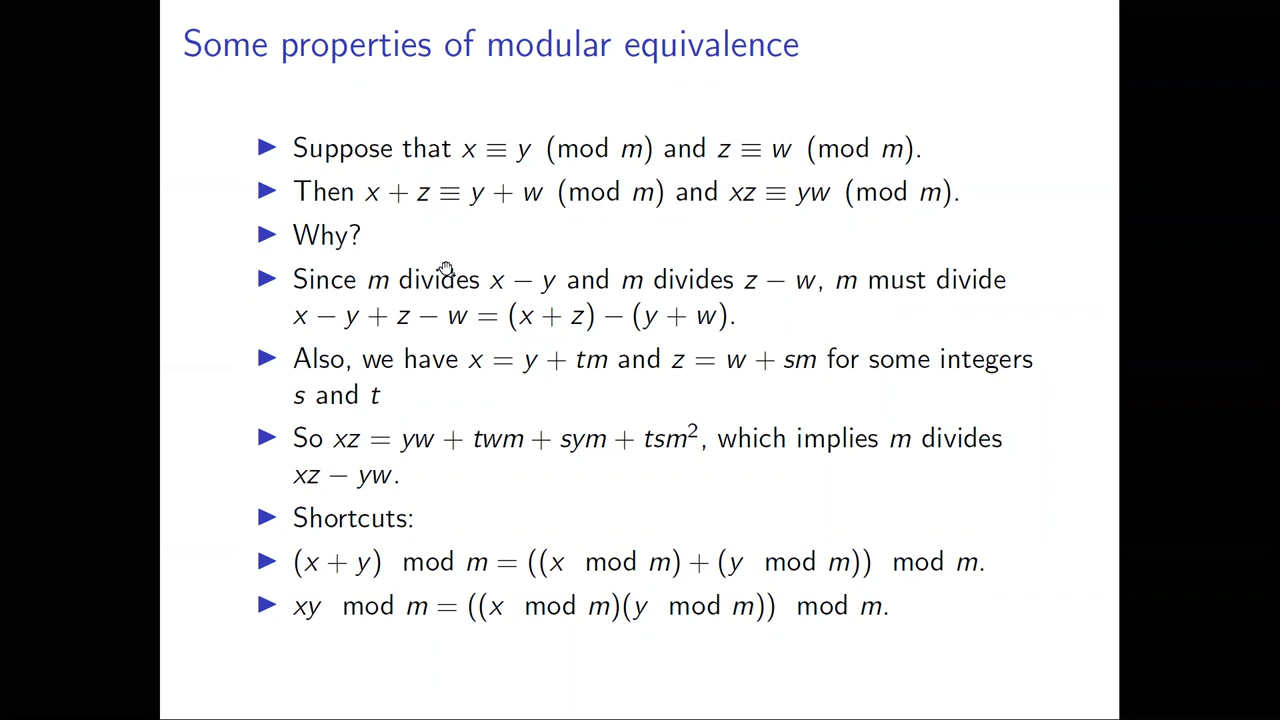 Some properties of modular equivalence
▶ Suppose that x ≡ y (mod m) and z ≡ w (mod m).
▶ Then x + z ≡ y + w (mod m) and xz ≡ yw (mod m).
▶ Why?
▶ Since m divides x − y and m divides z − w, m must divide
x − y + z − w = (x + z) − (y + w).
▶ Also, we have x = y + tm and z = w + sm for some integers
s and t
▶ So xz = yw + twm + sym + tsm², which implies m divides
xz − yw.
▶ Shortcuts:
▶ (x + y) mod m = ((x mod m) + (y mod m)) mod m.
▶ xy mod m = ((x mod m)(y mod m)) mod m.